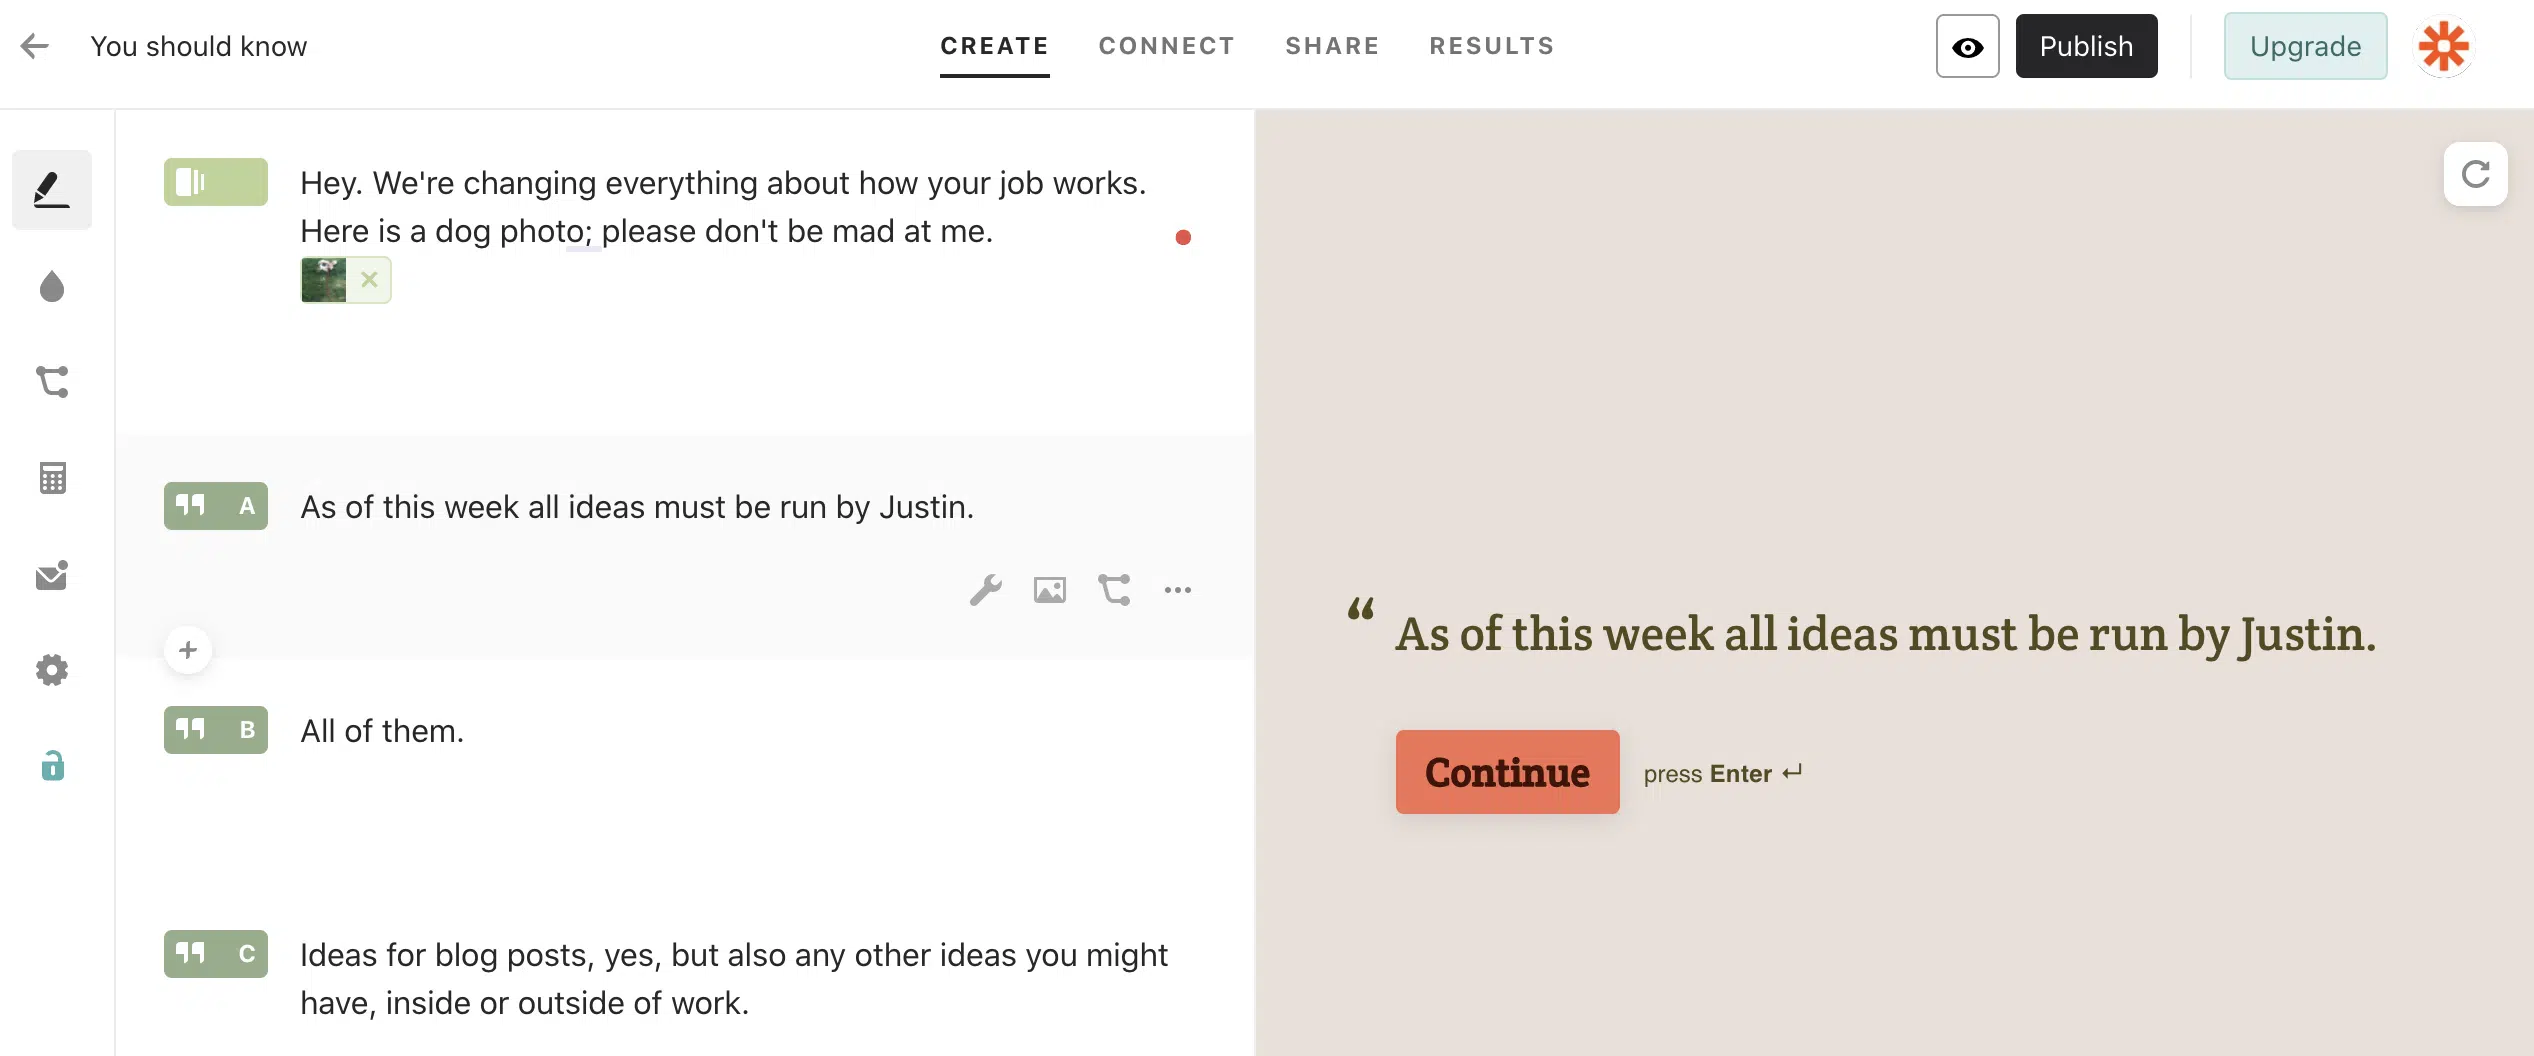 You should know
CREATE
CONNECT
SHARE
RESULTS
Publish
Upgrade
Hey. We're changing everything about how your job works.
Here is a dog photo; please don't be mad at me.
A
As of this week all ideas must be run by Justin.
B
All of them.
C
Ideas for blog posts, yes, but also any other ideas you might
have, inside or outside of work.
“ As of this week all ideas must be run by Justin.
Continue
press Enter ↵